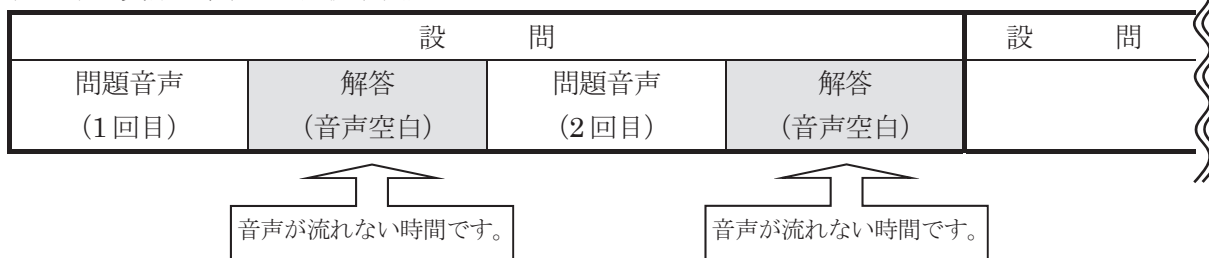 設 問 設 問
問題音声 解答 問題音声 解答
(1回目) (音声空白) (2回目) (音声空白)
音声が流れない時間です。 音声が流れない時間です。